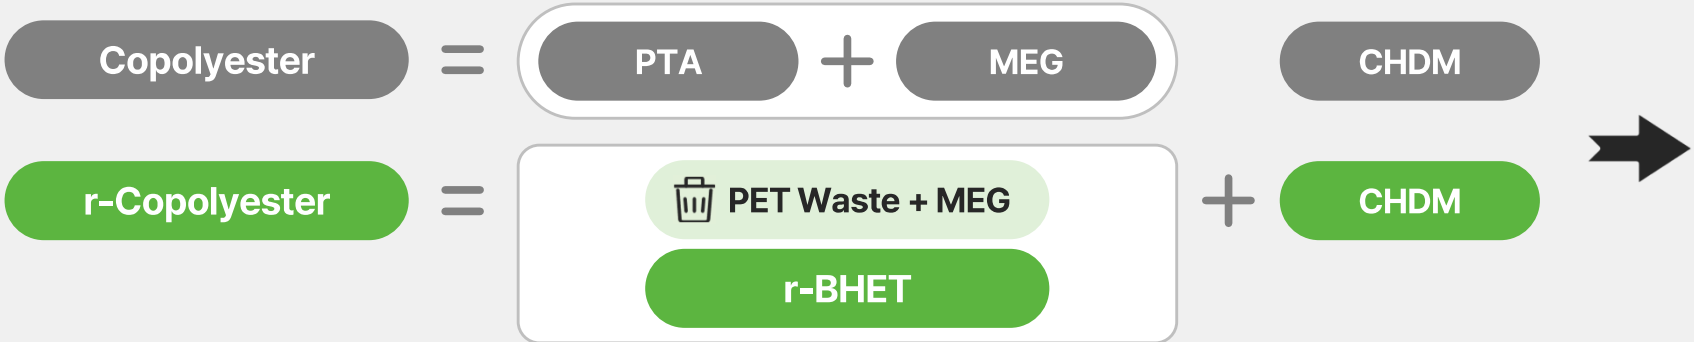 Copolyester = PTA + MEG CHDM
r-Copolyester = PET Waste + MEG + CHDM
r-BHET